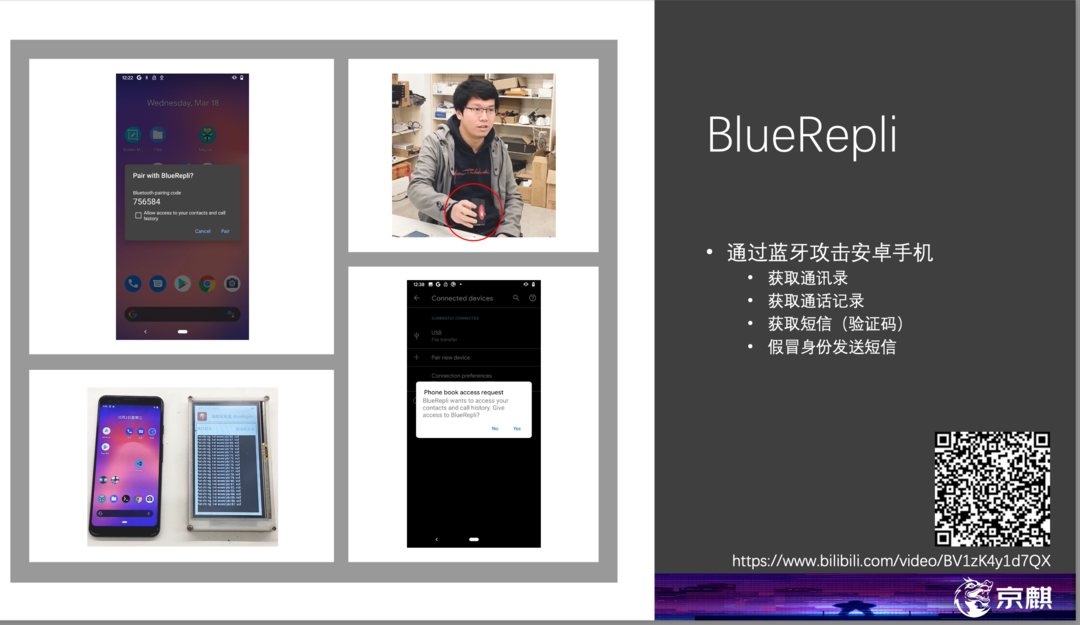 12:22
Wednesday, Mar 18
Pair with BlueRepli?
Bluetooth pairing code
756584
Allow access to your contacts and call
history
Cancel Pair
12:38
Connected devices
CURRENTLY CONNECTED
USB
File transfer
Pair new device
Connection preferences
Phone book access request
BlueRepli wants to access your
contacts and call history. Give
access to BlueRepli?
No Yes
BlueRepli
• 通过蓝牙攻击安卓手机
• 获取通讯录
• 获取通话记录
• 获取短信（验证码）
• 假冒身份发送短信
https://www.bilibili.com/video/BV1zK4y1d7QX
京麒